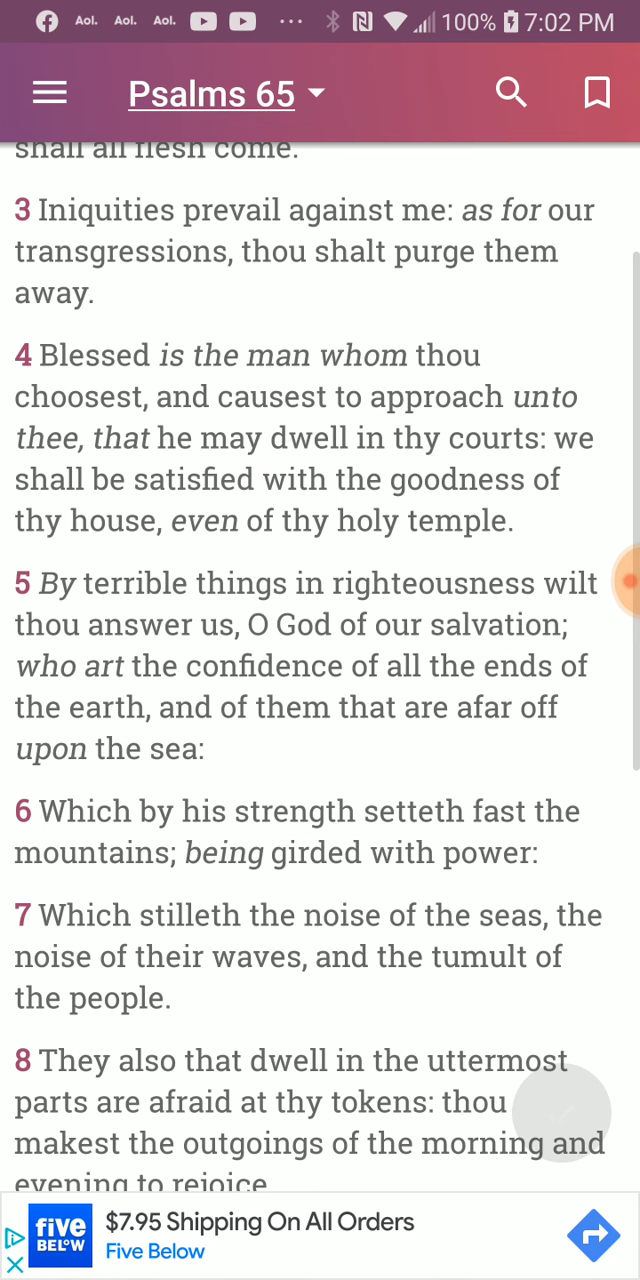 Aol. Aol. Aol. ... 100% 7:02 PM
Psalms 65
shall all flesh come.
3 Iniquities prevail against me: as for our
transgressions, thou shalt purge them
away.
4 Blessed is the man whom thou
choosest, and causest to approach unto
thee, that he may dwell in thy courts: we
shall be satisfied with the goodness of
thy house, even of thy holy temple.
5 By terrible things in righteousness wilt
thou answer us, O God of our salvation;
who art the confidence of all the ends of
the earth, and of them that are afar off
upon the sea:
6 Which by his strength setteth fast the
mountains; being girded with power:
7 Which stilleth the noise of the seas, the
noise of their waves, and the tumult of
the people.
8 They also that dwell in the uttermost
parts are afraid at thy tokens: thou
makest the outgoings of the morning and
evening to rejoice
five
BEL°W
$7.95 Shipping On All Orders
Five Below